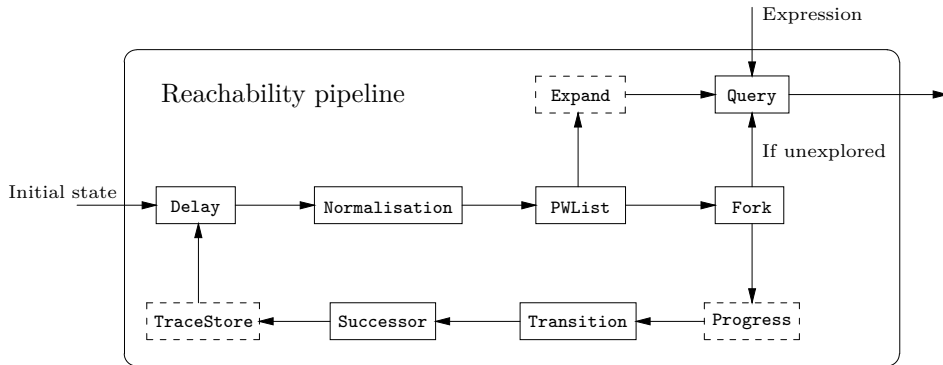 Expression
Reachability pipeline
Expand
Query
If unexplored
Initial state
Delay
Normalisation
PWList
Fork
TraceStore
Successor
Transition
Progress